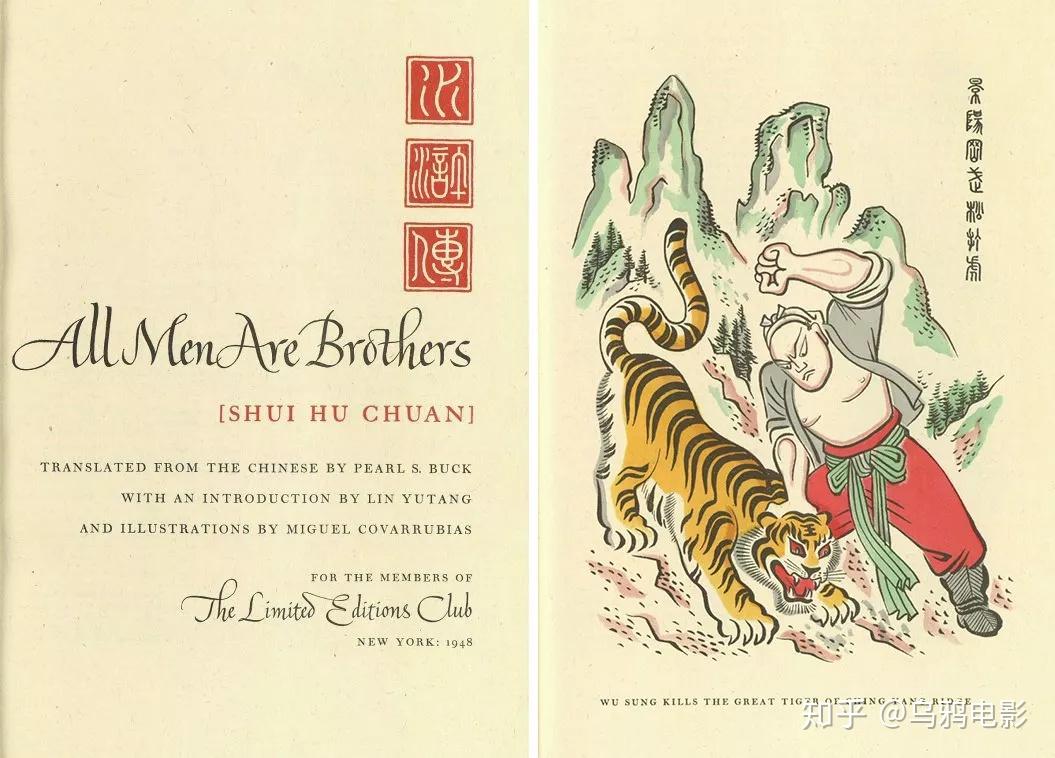 水
滸
傳
All Men Are Brothers
[SHUI HU CHUAN]
TRANSLATED FROM THE CHINESE BY PEARL S. BUCK
WITH AN INTRODUCTION BY LIN YUTANG
AND ILLUSTRATIONS BY MIGUEL COVARRUBIAS
FOR THE MEMBERS OF
The Limited Editions Club
NEW YORK: 1948
景陽岡武松打虎
WU SUNG KILLS THE GREAT TIGER OF CHING YANG RIDGE
知乎 @乌鸦电影